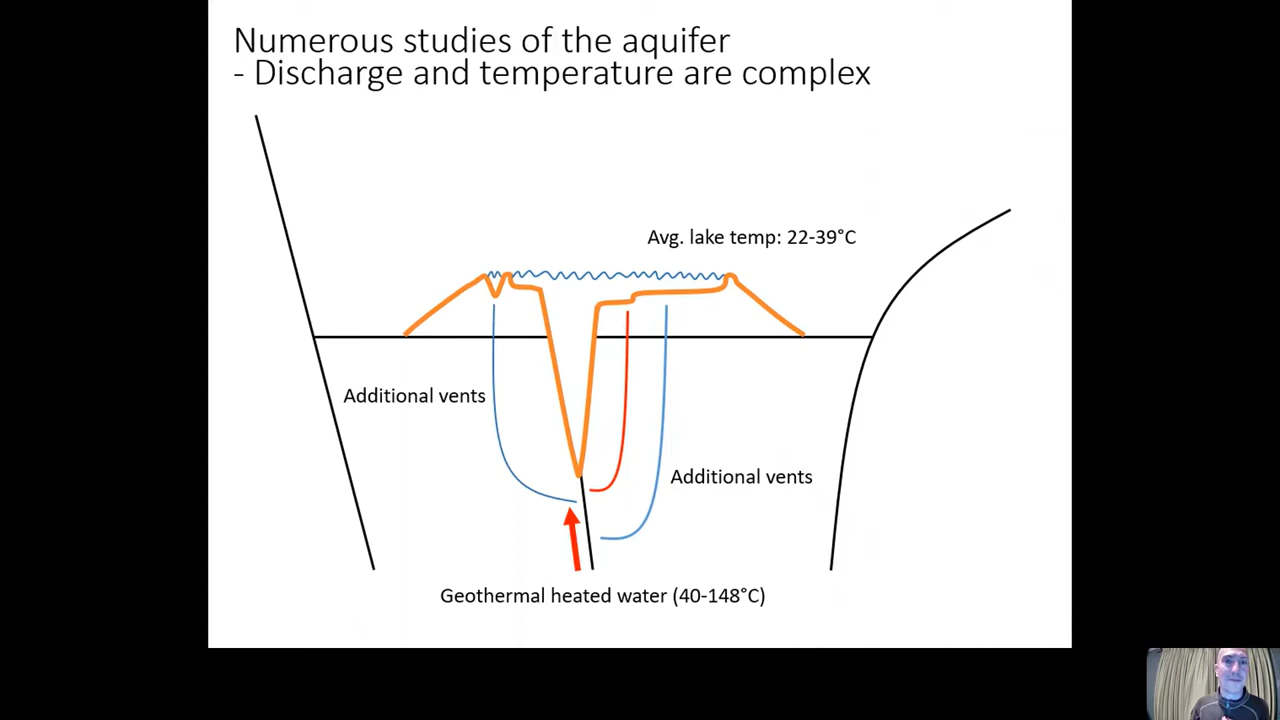 Numerous studies of the aquifer
- Discharge and temperature are complex
Avg. lake temp: 22-39°C
Additional vents
Additional vents
Geothermal heated water (40-148°C)